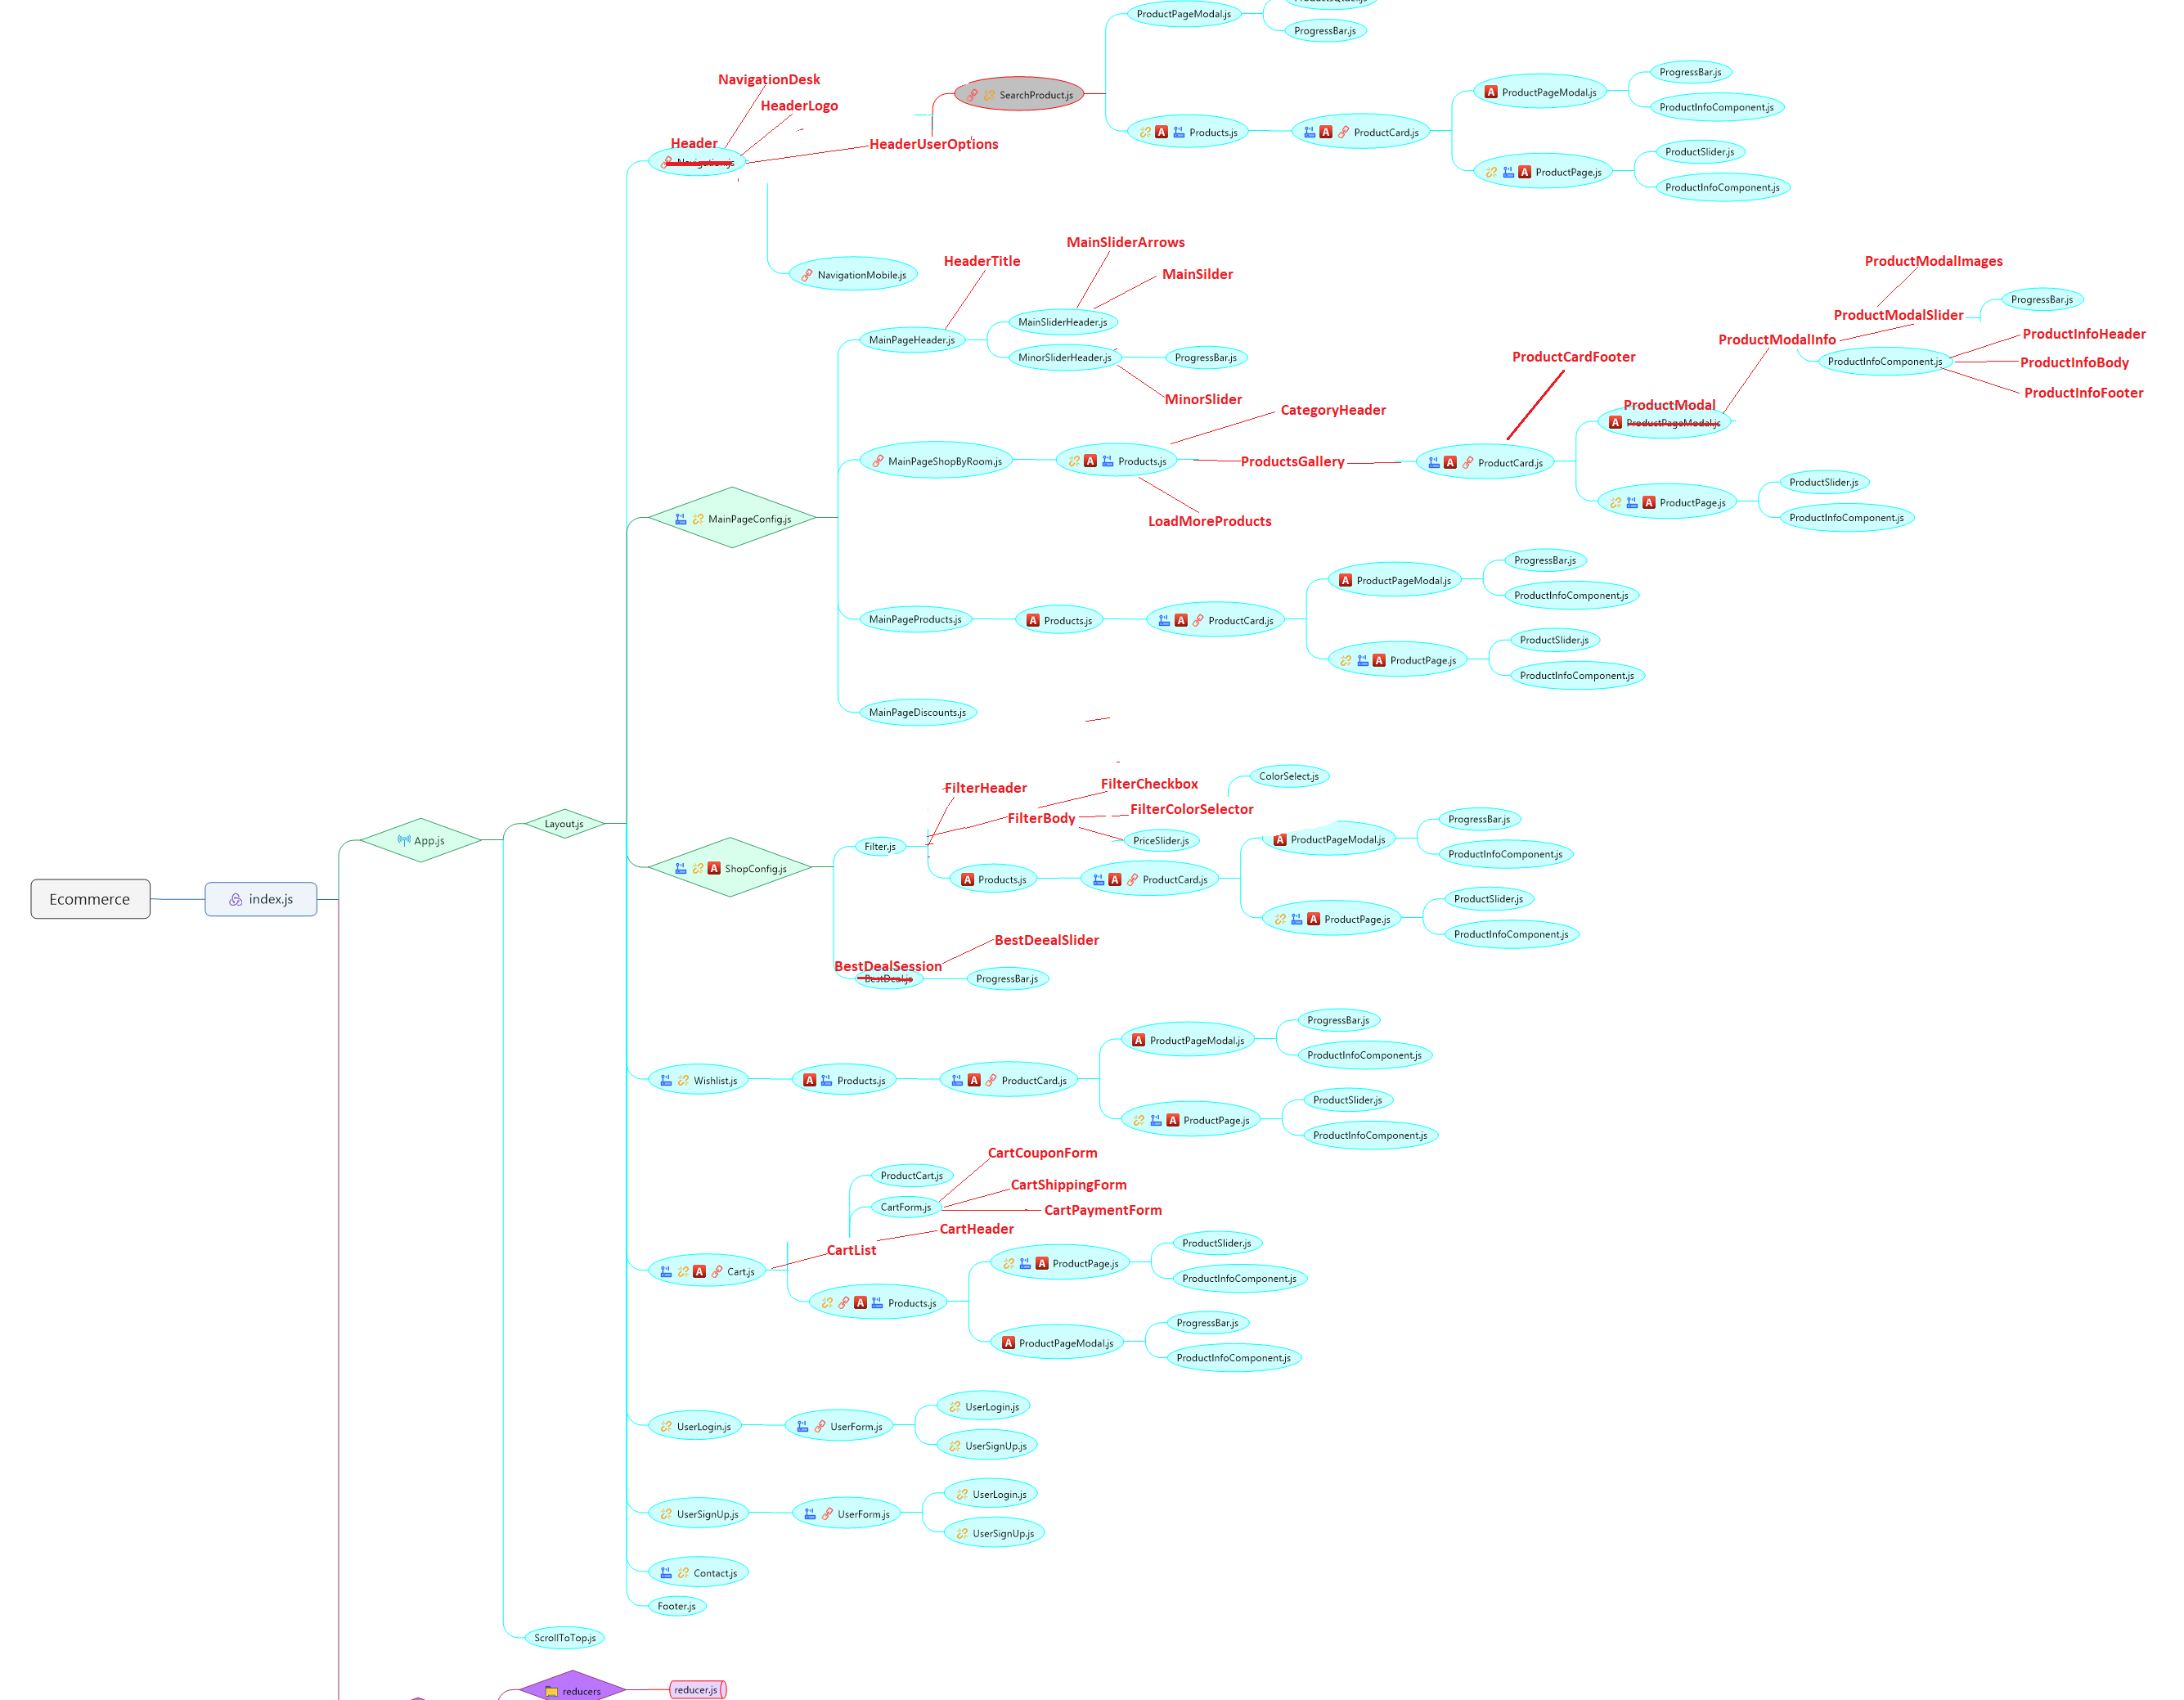 ProductPageModal.js
ProgressBar.js
NavigationDesk
HeaderLogo
Header
HeaderUserOptions
SearchProduct.js
Products.js
ProductCard.js
ProductPageModal.js
ProgressBar.js
ProductInfoComponent.js
ProductPage.js
ProductSlider.js
ProductInfoComponent.js
Navigation.js
NavigationMobile.js
HeaderTitle
MainSliderArrows
MainSilder
MainPageHeader.js
MainSliderHeader.js
MinorSliderHeader.js
ProgressBar.js
MinorSlider
CategoryHeader
MainPageShopByRoom.js
Products.js
ProductsGallery
LoadMoreProducts
ProductCardFooter
ProductCard.js
ProductModal
ProductPageModal.js
ProductModalInfo
ProductModalImages
ProductModalSlider
ProgressBar.js
ProductInfoComponent.js
ProductInfoHeader
ProductInfoBody
ProductInfoFooter
ProductPage.js
ProductSlider.js
ProductInfoComponent.js
MainPageConfig.js
MainPageProducts.js
Products.js
ProductCard.js
ProductPageModal.js
ProgressBar.js
ProductInfoComponent.js
ProductPage.js
ProductSlider.js
ProductInfoComponent.js
MainPageDiscounts.js
Ecommerce
index.js
App.js
Layout.js
ShopConfig.js
Filter.js
FilterHeader
FilterCheckbox
FilterBody
FilterColorSelector
ColorSelect.js
PriceSlider.js
Products.js
ProductCard.js
ProductPageModal.js
ProgressBar.js
ProductInfoComponent.js
ProductPage.js
ProductSlider.js
ProductInfoComponent.js
BestDeealSlider
BestDealSession
BestDeal.js
ProgressBar.js
Wishlist.js
Products.js
ProductCard.js
ProductPageModal.js
ProgressBar.js
ProductInfoComponent.js
ProductPage.js
ProductSlider.js
ProductInfoComponent.js
CartCouponForm
CartShippingForm
CartPaymentForm
CartHeader
CartList
ProductCart.js
CartForm.js
Cart.js
Products.js
ProductPage.js
ProductSlider.js
ProductInfoComponent.js
ProductPageModal.js
ProgressBar.js
ProductInfoComponent.js
UserLogin.js
UserForm.js
UserLogin.js
UserSignUp.js
UserSignUp.js
UserForm.js
UserLogin.js
UserSignUp.js
Contact.js
Footer.js
ScrollToTop.js
reducers
reducer.js